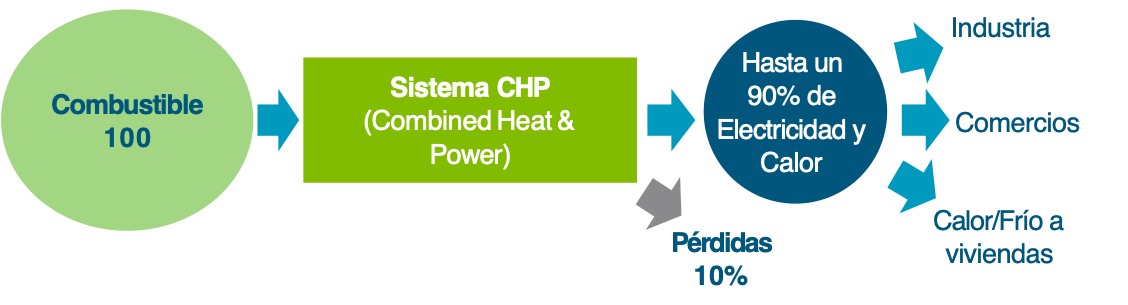 Combustible
100
Sistema CHP
(Combined Heat &
Power)
Pérdidas
10%
Hasta un
90% de
Electricidad y
Calor
Industria
Comercios
Calor/Frío a
viviendas